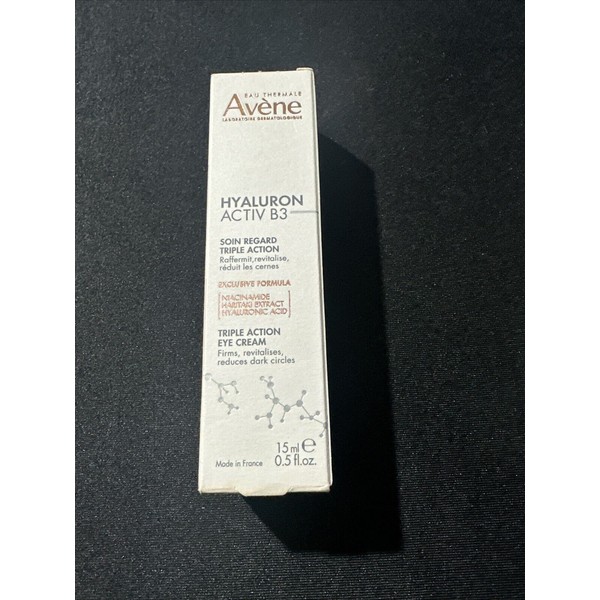 EAU THERMALE
Avène
LABORATOIRE DERMATOLOGIQUE
HYALURON
ACTIV B3
SOIN REGARD
TRIPLE ACTION
Raffermit, revitalise,
réduit les cernes
EXCLUSIVE FORMULA
NIACINAMIDE
HARITAKI EXTRACT
HYALURONIC ACID
TRIPLE ACTION
EYE CREAM
Firms, revitalises,
reduces dark circles
15 ml e
Made in France 0.5 fl.oz.